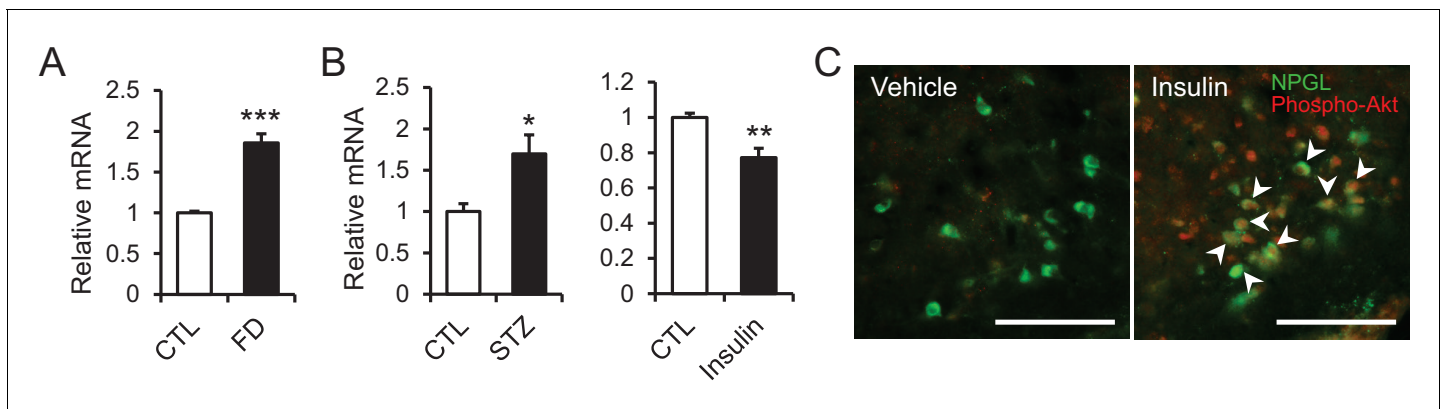 A
Relative mRNA
2.5
***
2
1.5
1
0.5
0
CTL
FD
B
Relative mRNA
2.5
*
2
1.5
1
0.5
0
CTL
STZ
1.2
1
**
0.8
0.6
0.4
0.2
0
CTL
Insulin
C
Vehicle
Insulin
NPGL
Phospho-Akt